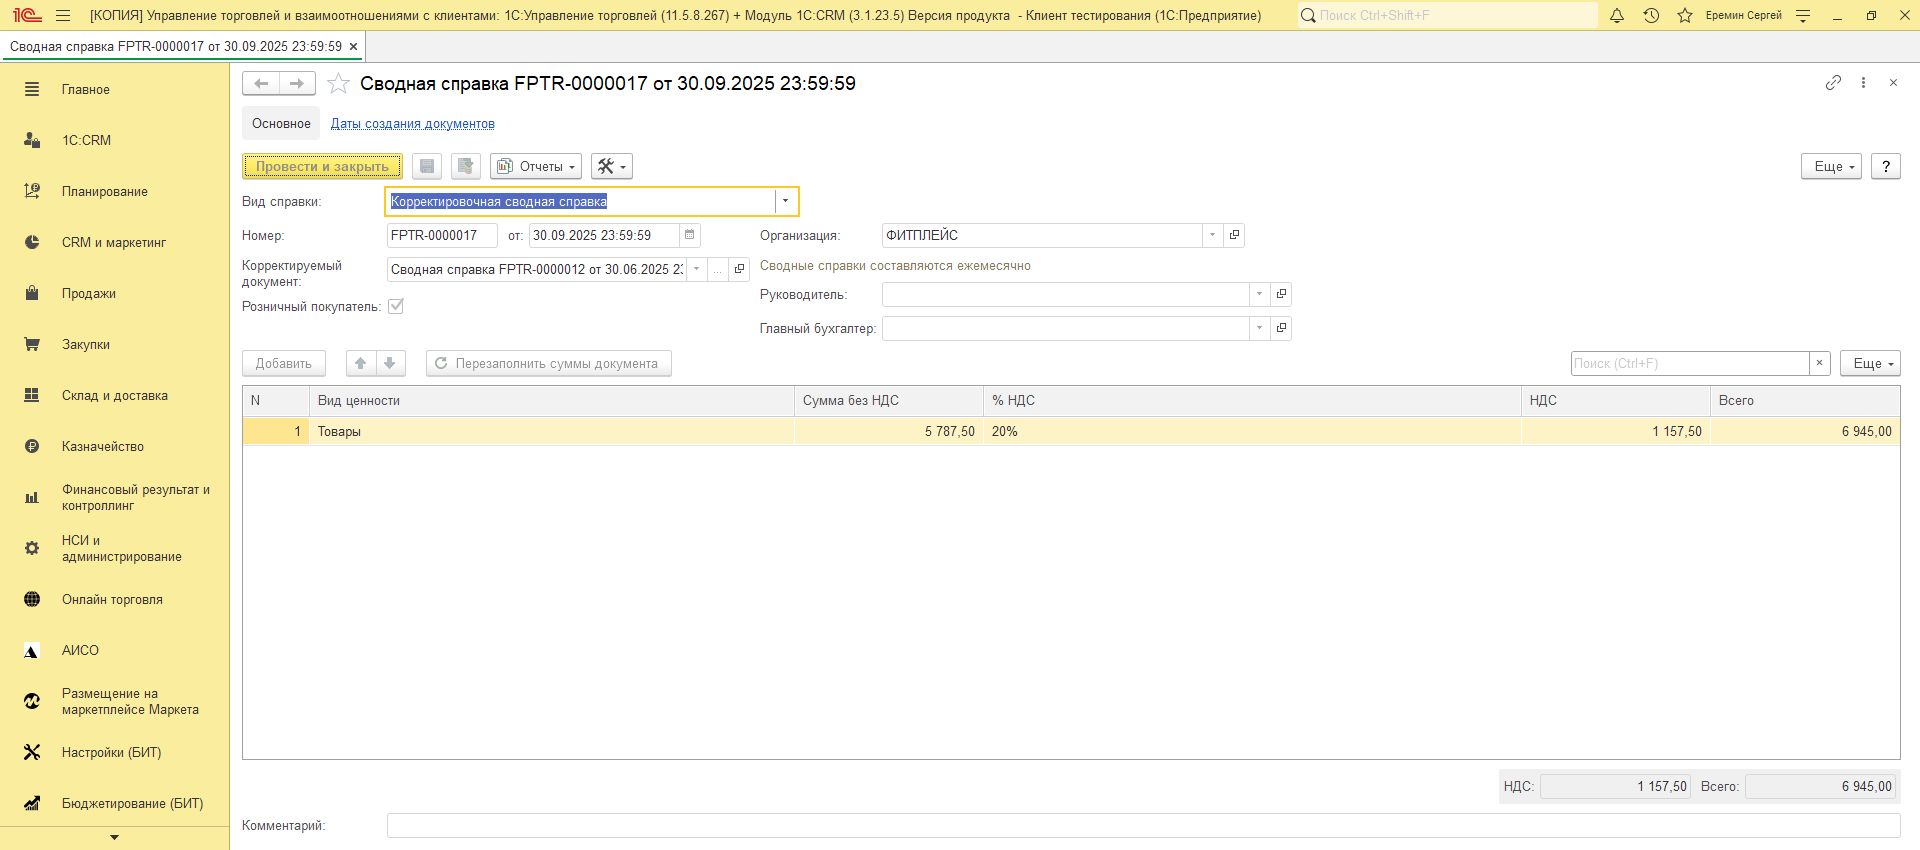 [КОПИЯ] Управление торговлей и взаимоотношениями с клиентами: 1С:Управление торговлей (11.5.8.267) + Модуль 1С:CRM (3.1.23.5) Версия продукта - Клиент тестирования (1С:Предприятие)
Поиск Ctrl+Shift+F
Еремин Сергей
Сводная справка FPTR-0000017 от 30.09.2025 23:59:59
Главное
1С:CRM
Планирование
CRM и маркетинг
Продажи
Закупки
Склад и доставка
Казначейство
Финансовый результат и
контроллинг
НСИ и
администрирование
Онлайн торговля
АИСО
Размещение на
маркетплейсе Маркета
Настройки (БИТ)
Бюджетирование (БИТ)
Сводная справка FPTR-0000017 от 30.09.2025 23:59:59
Основное Даты создания документов
Провести и закрыть Отчеты Еще ?
Вид справки: Корректировочная сводная справка
Номер: FPTR-0000017 от: 30.09.2025 23:59:59 Организация: ФИТПЛЕЙС
Корректируемый
документ: Сводная справка FPTR-0000012 от 30.06.2025 2
Сводные справки составляются ежемесячно
Розничный покупатель:
Руководитель:
Главный бухгалтер:
Добавить Перезаполнить суммы документа Поиск (Ctrl+F) × Еще
N Вид ценности Сумма без НДС % НДС НДС Всего
1 Товары 5 787,50 20% 1 157,50 6 945,00
НДС: 1 157,50 Всего: 6 945,00
Комментарий: